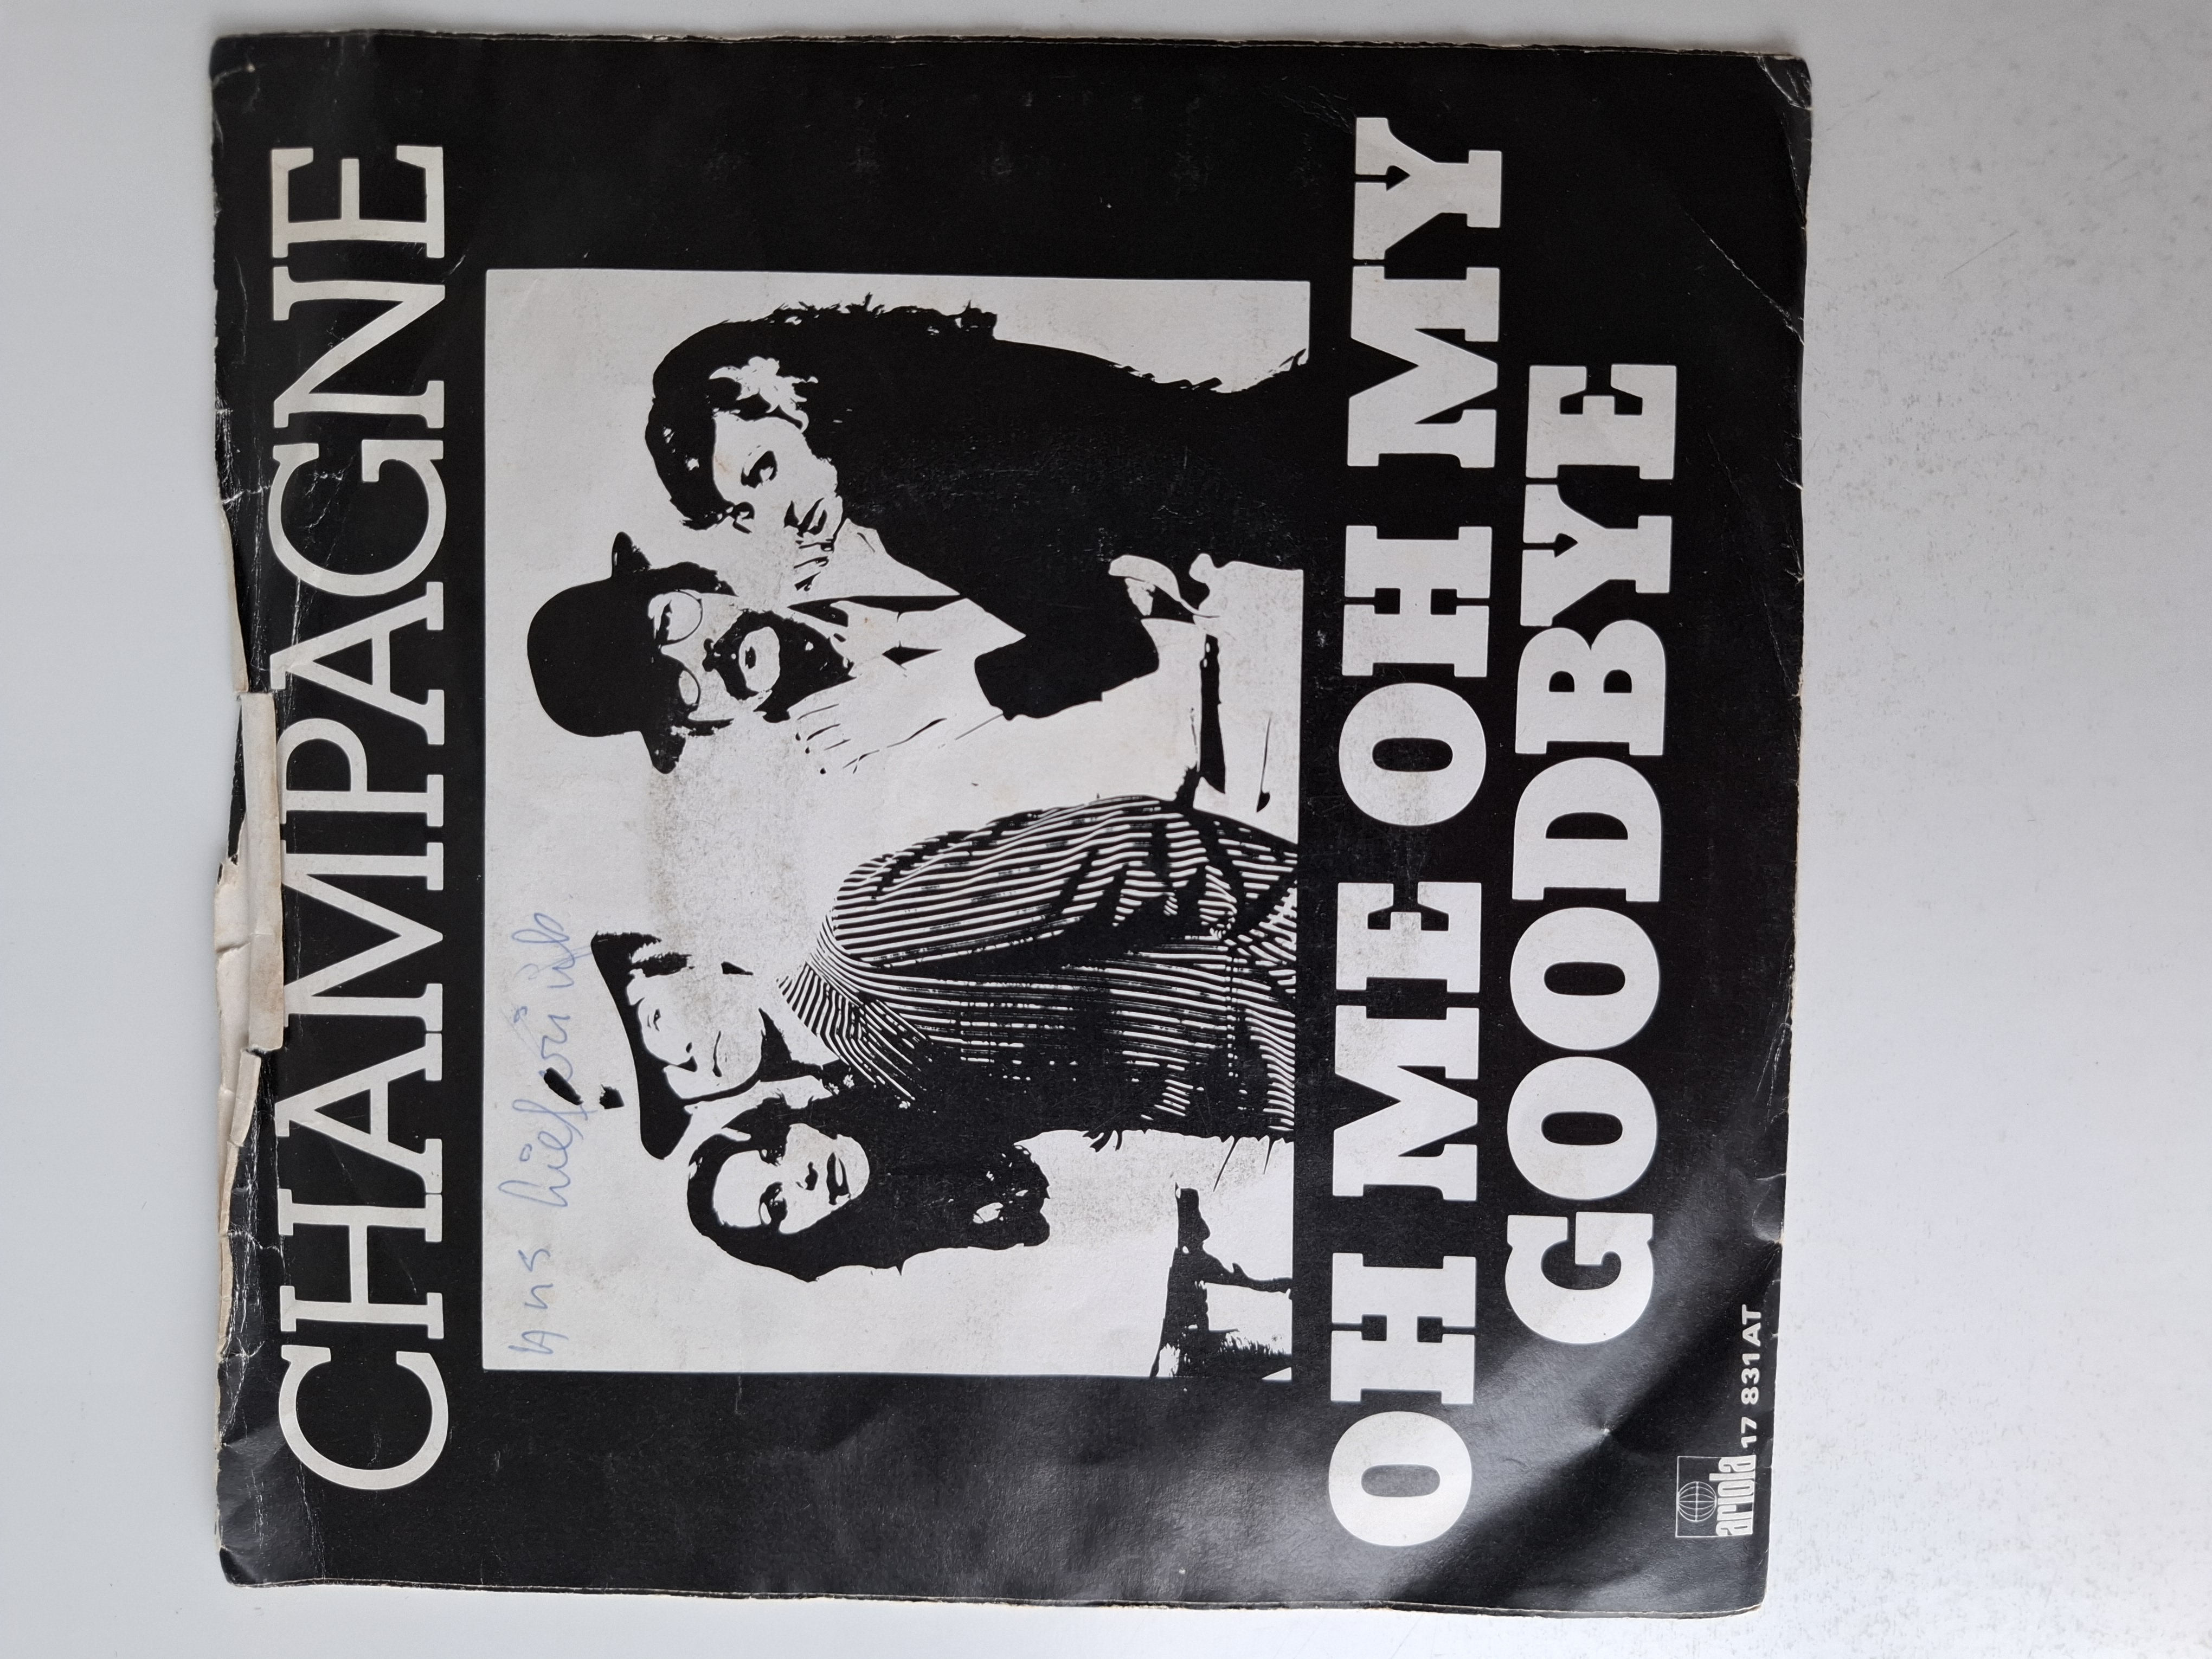 CHAMPAGNE
OH ME OH MY
GOODBYE
ariola 17 831 AT